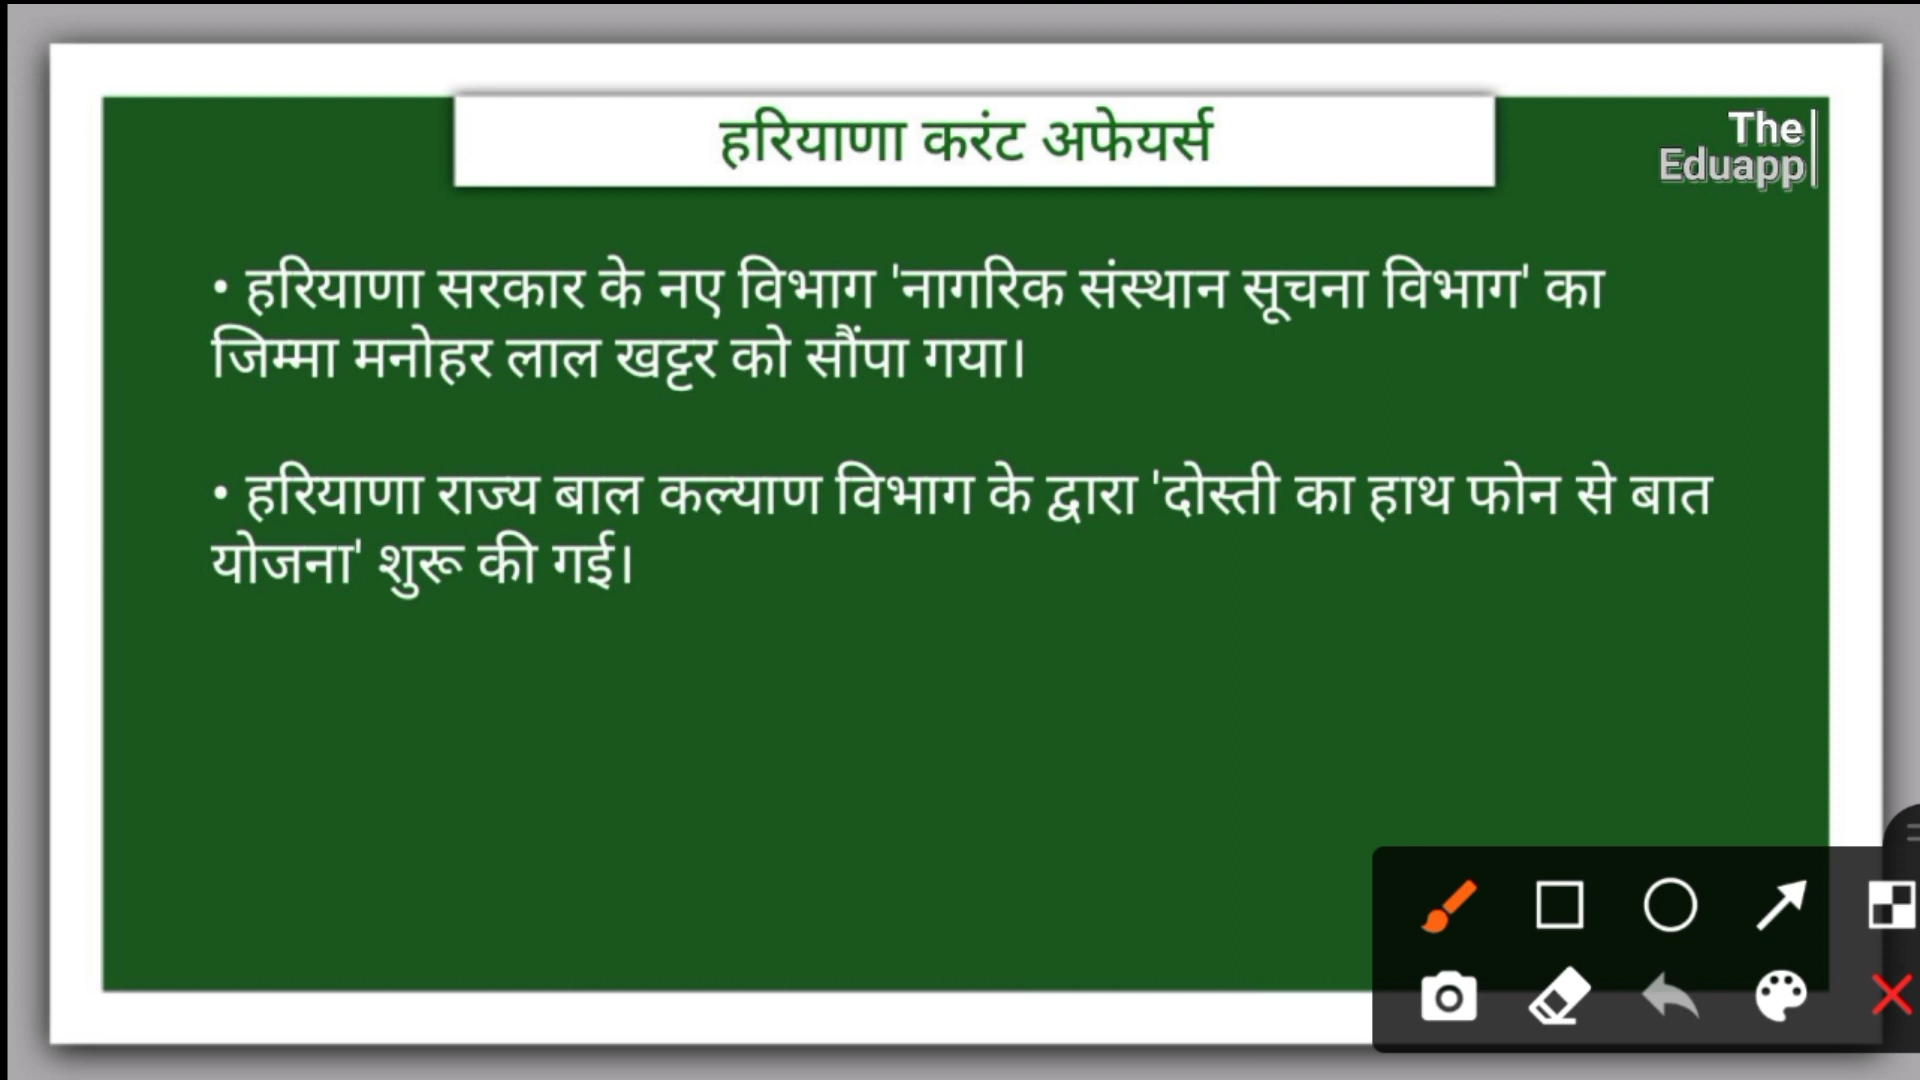 हरियाणा करंट अफेयर्स
The
Eduapp
• हरियाणा सरकार के नए विभाग 'नागरिक संस्थान सूचना विभाग' का
जिम्मा मनोहर लाल खट्टर को सौंपा गया।
• हरियाणा राज्य बाल कल्याण विभाग के द्वारा 'दोस्ती का हाथ फोन से बात
योजना' शुरू की गई।